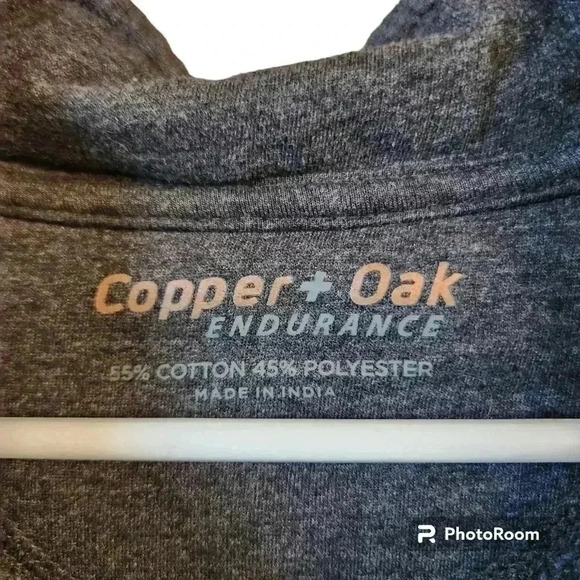 Copper + Oak
ENDURANCE
55% COTTON 45% POLYESTER
MADE IN INDIA
PhotoRoom